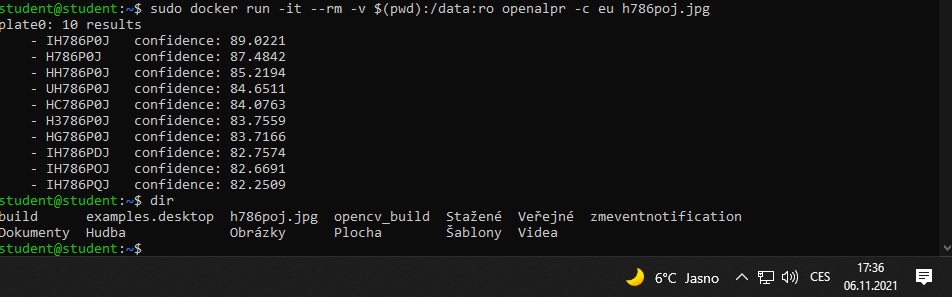 student@student:~$ sudo docker run -it --rm -v $(pwd):/data:ro openalpr -c eu h786poj.jpg
plate0: 10 results
    - IH786P0J   confidence: 89.0221
    - H786P0J    confidence: 87.4842
    - HH786P0J   confidence: 85.2194
    - UH786P0J   confidence: 84.6511
    - HC786P0J   confidence: 84.0763
    - H3786P0J   confidence: 83.7559
    - HG786P0J   confidence: 83.7166
    - IH786PDJ   confidence: 82.7574
    - IH786POJ   confidence: 82.6691
    - IH786PQJ   confidence: 82.2509
student@student:~$ dir
build      examples.desktop  h786poj.jpg  opencv_build  Stažené  Veřejné  zmeventnotification
Dokumenty  Hudba             Obrázky      Plocha        Šablony  Videa
student@student:~$
6°C Jasno CES 17:36
06.11.2021